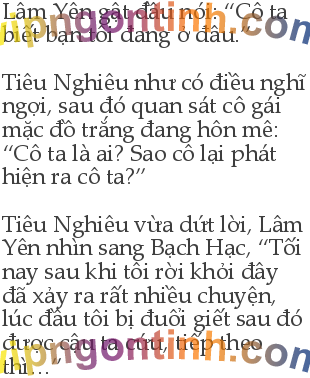 Lâm Yên gật đầu nói: “Cô ta
biết bạn tôi đang ở đâu.”
Tiêu Nghiêu như có điều nghĩ
ngợi, sau đó quan sát cô gái
mặc đồ trắng đang hôn mê:
“Cô ta là ai? Sao cô lại phát
hiện ra cô ta?”
Tiêu Nghiêu vừa dứt lời, Lâm
Yên nhìn sang Bạch Hạc, “Tối
nay sau khi tôi rời khỏi đây
đã xảy ra rất nhiều chuyện,
lúc đầu tôi bị đuổi giết sau đó
được cậu ta cứu, tiếp theo
thì...”
vipngontinh.com
vipngontinh.com